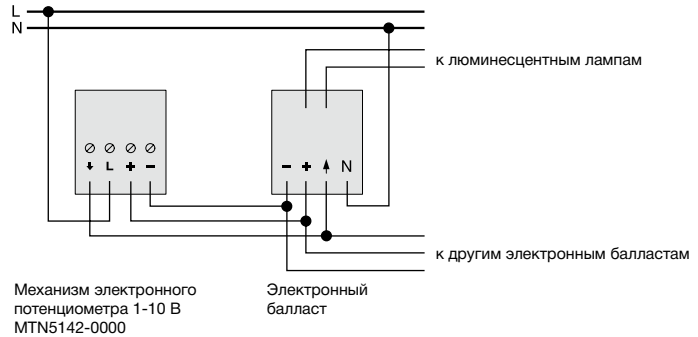 L
N
к люминесцентным лампам
L + −
− + N
к другим электронным балластам
Механизм электронного
потенциометра 1-10 В
MTN5142-0000
Электронный
балласт